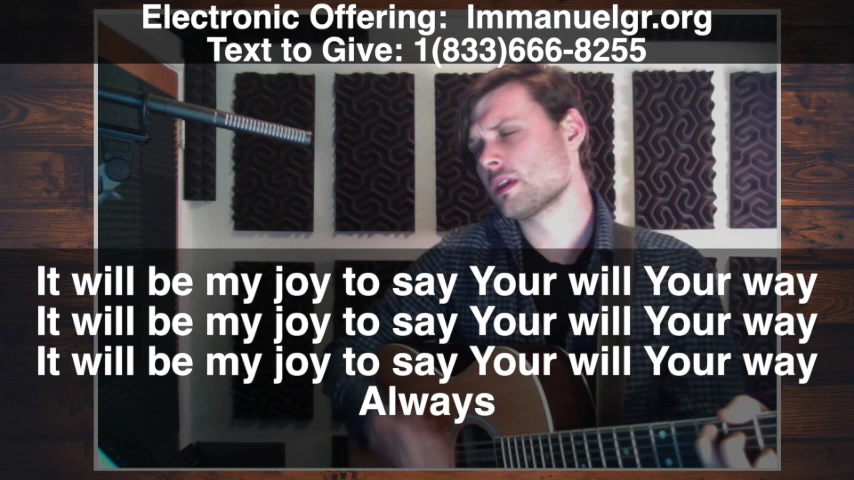 Electronic Offering: Immanuelgr.org
Text to Give: 1(833)666-8255
It will be my joy to say Your will Your way
It will be my joy to say Your will Your way
It will be my joy to say Your will Your way
Always